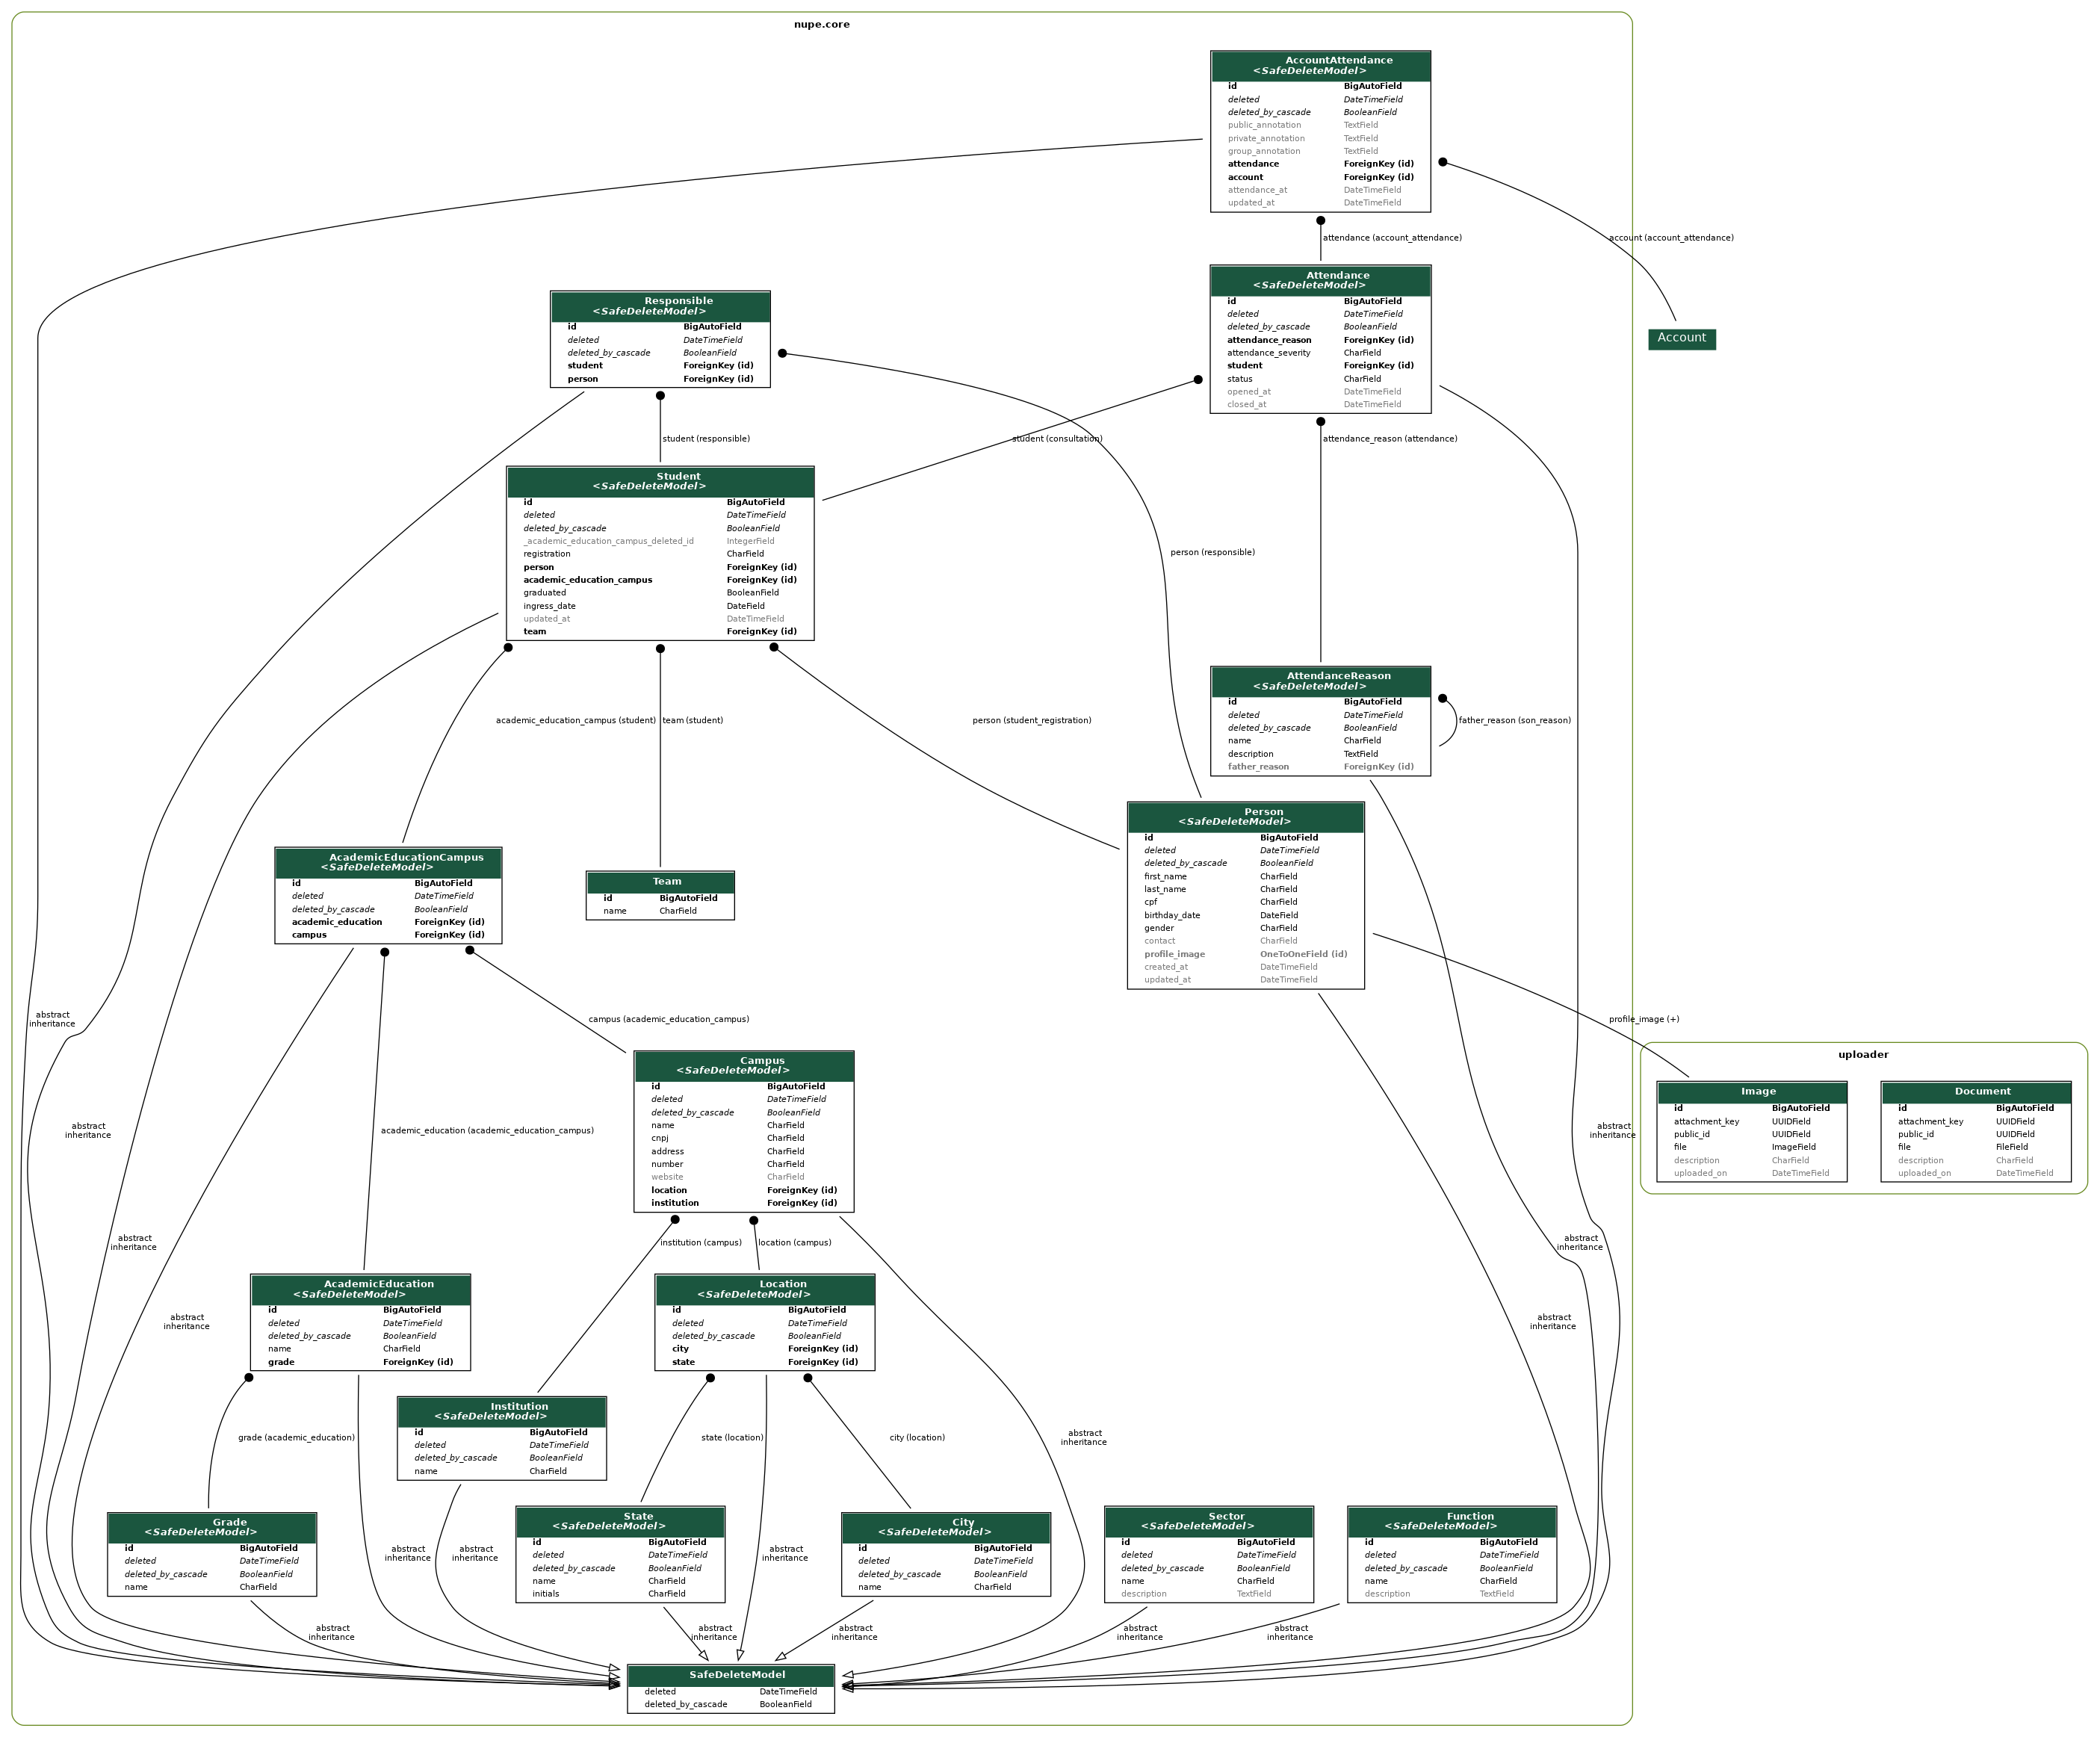 nupe.core
AccountAttendance
<SafeDeleteModel>
id BigAutoField
deleted DateTimeField
deleted_by_cascade BooleanField
public_annotation TextField
private_annotation TextField
group_annotation TextField
attendance ForeignKey (id)
account ForeignKey (id)
attendance_at DateTimeField
updated_at DateTimeField
attendance (account_attendance)
account (account_attendance)
Account
Attendance
<SafeDeleteModel>
id BigAutoField
deleted DateTimeField
deleted_by_cascade BooleanField
attendance_reason ForeignKey (id)
attendance_severity CharField
student ForeignKey (id)
status CharField
opened_at DateTimeField
closed_at DateTimeField
Responsible
<SafeDeleteModel>
id BigAutoField
deleted DateTimeField
deleted_by_cascade BooleanField
student ForeignKey (id)
person ForeignKey (id)
student (responsible)
student (consultation)
attendance_reason (attendance)
Student
<SafeDeleteModel>
id BigAutoField
deleted DateTimeField
deleted_by_cascade BooleanField
_academic_education_campus_deleted_id IntegerField
registration CharField
person ForeignKey (id)
academic_education_campus ForeignKey (id)
graduated BooleanField
ingress_date DateField
updated_at DateTimeField
team ForeignKey (id)
person (responsible)
academic_education_campus (student)
team (student)
person (student_registration)
AttendanceReason
<SafeDeleteModel>
id BigAutoField
deleted DateTimeField
deleted_by_cascade BooleanField
name CharField
description TextField
father_reason ForeignKey (id)
father_reason (son_reason)
Person
<SafeDeleteModel>
id BigAutoField
deleted DateTimeField
deleted_by_cascade BooleanField
first_name CharField
last_name CharField
cpf CharField
birthday_date DateField
gender CharField
contact CharField
profile_image OneToOneField (id)
created_at DateTimeField
updated_at DateTimeField
AcademicEducationCampus
<SafeDeleteModel>
id BigAutoField
deleted DateTimeField
deleted_by_cascade BooleanField
academic_education ForeignKey (id)
campus ForeignKey (id)
Team
id BigAutoField
name CharField
abstract
inheritance
campus (academic_education_campus)
profile_image (+)
uploader
Image
id BigAutoField
attachment_key UUIDField
public_id UUIDField
file ImageField
description CharField
uploaded_on DateTimeField
Document
id BigAutoField
attachment_key UUIDField
public_id UUIDField
file FileField
description CharField
uploaded_on DateTimeField
Campus
<SafeDeleteModel>
id BigAutoField
deleted DateTimeField
deleted_by_cascade BooleanField
name CharField
cnpj CharField
address CharField
number CharField
website CharField
location ForeignKey (id)
institution ForeignKey (id)
abstract
inheritance
academic_education (academic_education_campus)
abstract
inheritance
abstract
inheritance
institution (campus)
location (campus)
abstract
inheritance
AcademicEducation
<SafeDeleteModel>
id BigAutoField
deleted DateTimeField
deleted_by_cascade BooleanField
name CharField
grade ForeignKey (id)
Location
<SafeDeleteModel>
id BigAutoField
deleted DateTimeField
deleted_by_cascade BooleanField
city ForeignKey (id)
state ForeignKey (id)
abstract
inheritance
abstract
inheritance
Institution
<SafeDeleteModel>
id BigAutoField
deleted DateTimeField
deleted_by_cascade BooleanField
name CharField
grade (academic_education)
state (location)
city (location)
abstract
inheritance
Grade
<SafeDeleteModel>
id BigAutoField
deleted DateTimeField
deleted_by_cascade BooleanField
name CharField
abstract
inheritance
abstract
inheritance
State
<SafeDeleteModel>
id BigAutoField
deleted DateTimeField
deleted_by_cascade BooleanField
name CharField
initials CharField
abstract
inheritance
City
<SafeDeleteModel>
id BigAutoField
deleted DateTimeField
deleted_by_cascade BooleanField
name CharField
Sector
<SafeDeleteModel>
id BigAutoField
deleted DateTimeField
deleted_by_cascade BooleanField
name CharField
description TextField
Function
<SafeDeleteModel>
id BigAutoField
deleted DateTimeField
deleted_by_cascade BooleanField
name CharField
description TextField
abstract
inheritance
abstract
inheritance
abstract
inheritance
abstract
inheritance
abstract
inheritance
SafeDeleteModel
deleted DateTimeField
deleted_by_cascade BooleanField